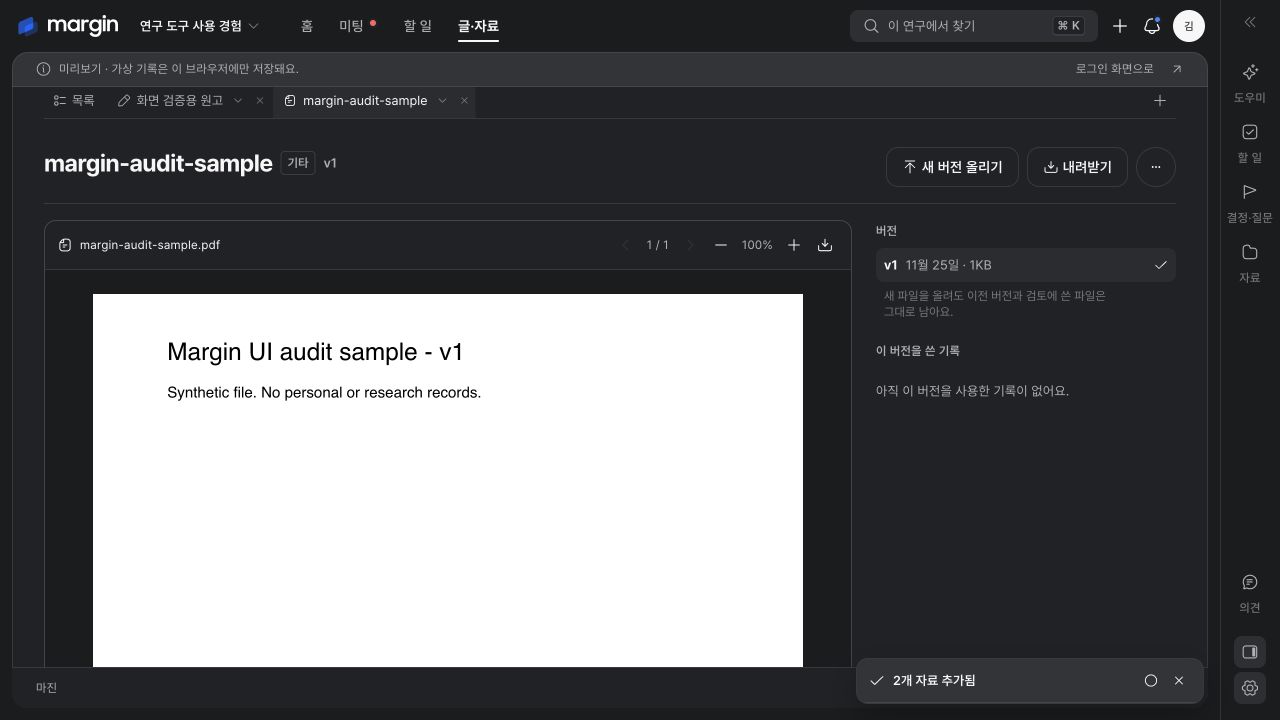 margin
연구 도구 사용 경험
홈
미팅
할 일
글·자료
이 연구에서 찾기
⌘ K
김
미리보기 · 가상 기록은 이 브라우저에만 저장돼요.
로그인 화면으로
목록
화면 검증용 원고
margin-audit-sample
margin-audit-sample
기타
v1
새 버전 올리기
내려받기
margin-audit-sample.pdf
1 / 1
100%
Margin UI audit sample - v1
Synthetic file. No personal or research records.
버전
v1 11월 25일 · 1KB
새 파일을 올려도 이전 버전과 검토에 쓴 파일은
그대로 남아요.
이 버전을 쓴 기록
아직 이 버전을 사용한 기록이 없어요.
도우미
할 일
결정·질문
자료
의견
마진
2개 자료 추가됨